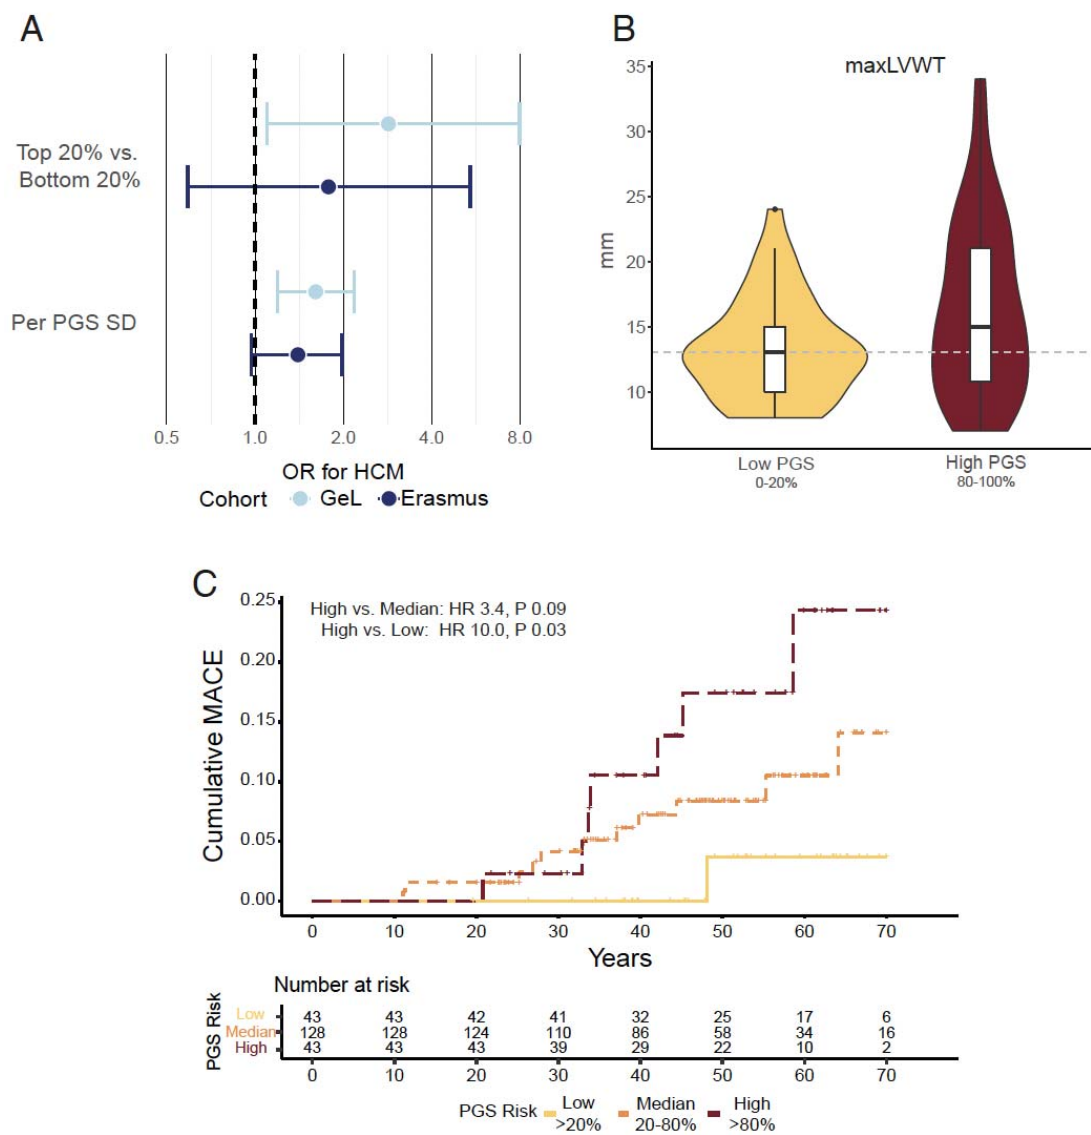 A
Top 20% vs.
Bottom 20%
Per PGS SD
0.5 1.0 2.0 4.0 8.0
OR for HCM
Cohort GeL Erasmus
B
maxLVWT
35
30
25
20
15
10
mm
Low PGS High PGS
0-20% 80-100%
C
High vs. Median: HR 3.4, P 0.09
High vs. Low: HR 10.0, P 0.03
0.25
0.20
0.15
0.10
0.05
0.00
Cumulative MACE
0 10 20 30 40 50 60 70
Years
Number at risk
PGS Risk
Low 43 43 42 41 32 25 17 6
Median 128 128 124 110 86 58 34 16
High 43 43 43 39 29 22 10 2
0 10 20 30 40 50 60 70
PGS Risk Low Median High
>20% 20-80% >80%